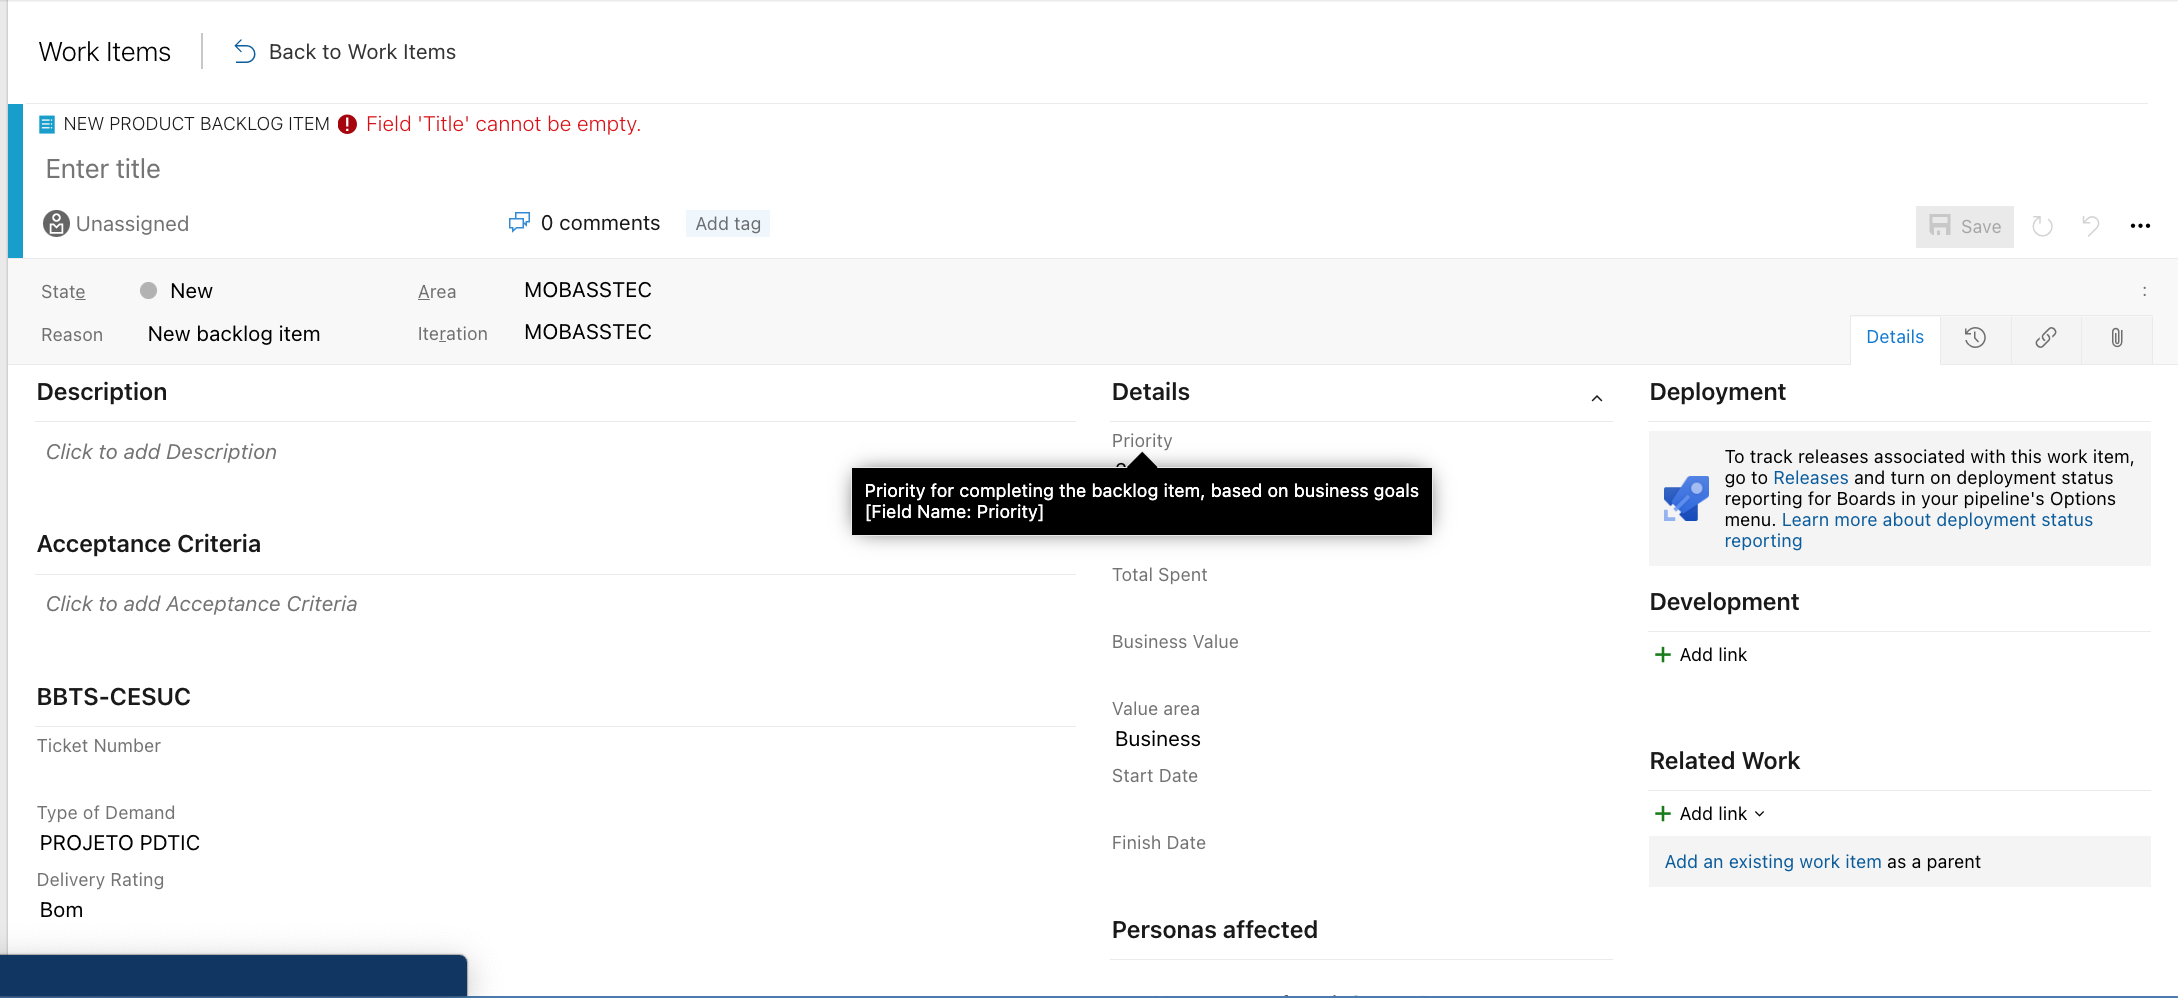 Work Items
Back to Work Items
NEW PRODUCT BACKLOG ITEM
Field 'Title' cannot be empty.
Enter title
Unassigned
0 comments
Add tag
Save
State
New
Area
MOBASSTEC
Reason
New backlog item
Iteration
MOBASSTEC
Details
Description
Click to add Description
Acceptance Criteria
Click to add Acceptance Criteria
BBTS-CESUC
Ticket Number
Type of Demand
PROJETO PDTIC
Delivery Rating
Bom
Details
Priority
Priority for completing the backlog item, based on business goals
[Field Name: Priority]
Total Spent
Business Value
Value area
Business
Start Date
Finish Date
Personas affected
Deployment
To track releases associated with this work item,
go to Releases and turn on deployment status
reporting for Boards in your pipeline's Options
menu. Learn more about deployment status
reporting
Development
Add link
Related Work
Add link
Add an existing work item as a parent